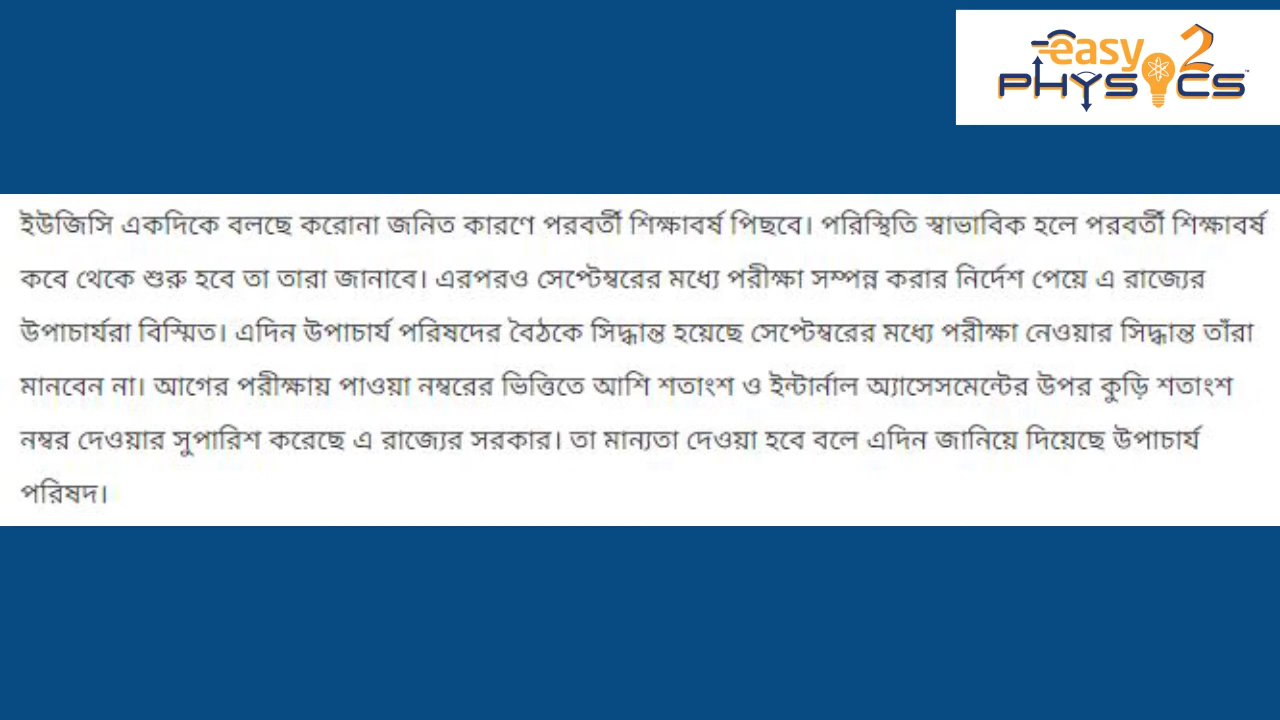 easy 2
PHYSICS
ইউজিসি একদিকে বলছে করোনা জনিত কারণে পরবর্তী শিক্ষাবর্ষ পিছবে। পরিস্থিতি স্বাভাবিক হলে পরবর্তী শিক্ষাবর্ষ
কবে থেকে শুরু হবে তা তারা জানাবে। এরপরও সেপ্টেম্বরের মধ্যে পরীক্ষা সম্পন্ন করার নির্দেশ পেয়ে এ রাজ্যের
উপাচার্যরা বিস্মিত। এদিন উপাচার্য পরিষদের বৈঠকে সিদ্ধান্ত হয়েছে সেপ্টেম্বরের মধ্যে পরীক্ষা নেওয়ার সিদ্ধান্ত তাঁরা
মানবেন না। আগের পরীক্ষায় পাওয়া নম্বরের ভিত্তিতে আশি শতাংশ ও ইন্টার্নাল অ্যাসেসমেন্টের উপর কুড়ি শতাংশ
নম্বর দেওয়ার সুপারিশ করেছে এ রাজ্যের সরকার। তা মান্যতা দেওয়া হবে বলে এদিন জানিয়ে দিয়েছে উপাচার্য
পরিষদ।